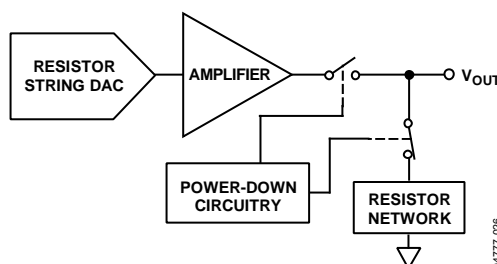 RESISTOR
STRING DAC
AMPLIFIER
VOUT
POWER-DOWN
CIRCUITRY
RESISTOR
NETWORK